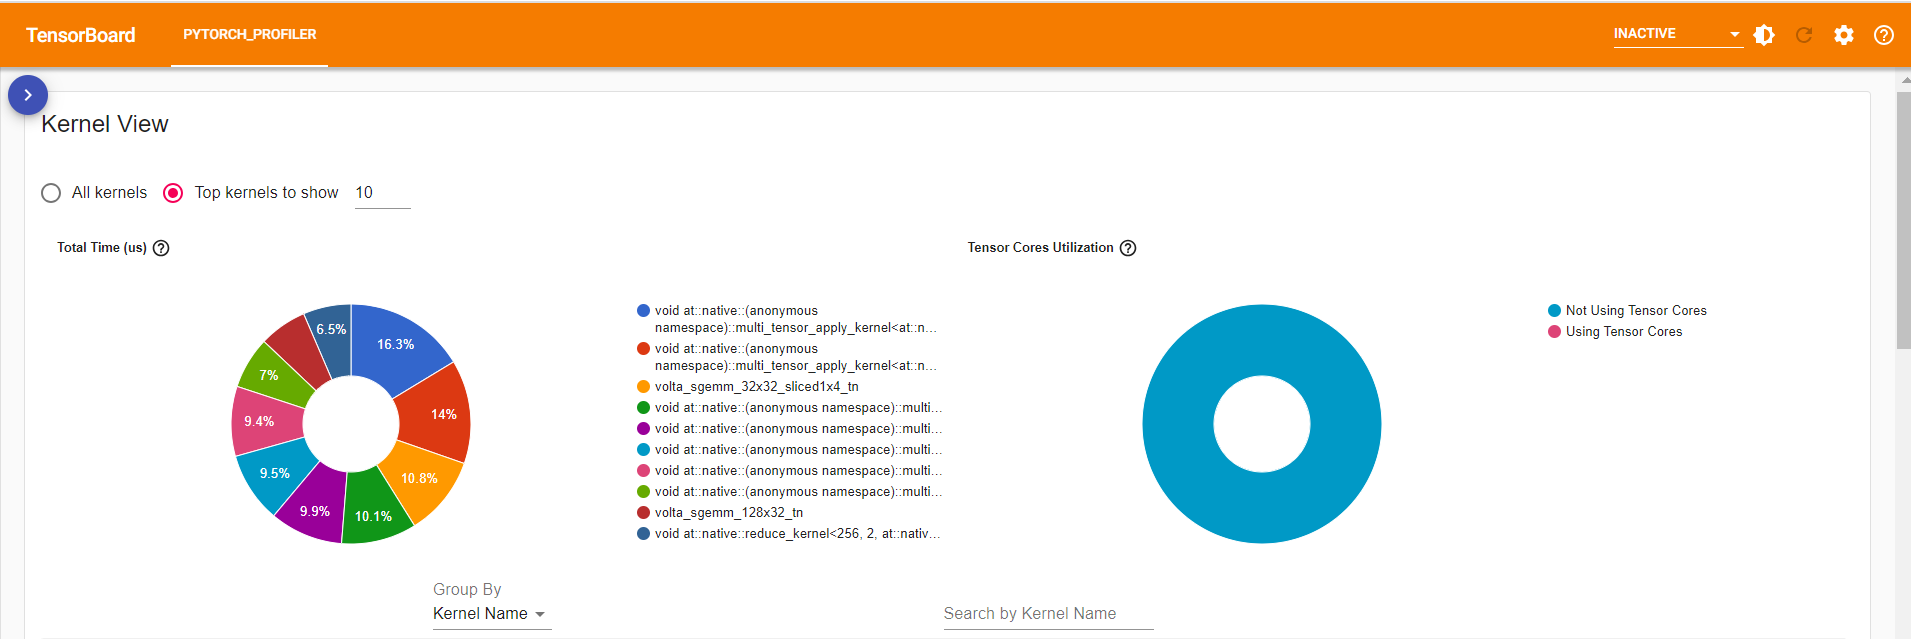 TensorBoard
PYTORCH_PROFILER
INACTIVE
Kernel View
All kernels
Top kernels to show
10
Total Time (us)
Tensor Cores Utilization
16.3%
14%
10.8%
10.1%
9.9%
9.5%
9.4%
7%
6.5%
void at::native::(anonymous
namespace)::multi_tensor_apply_kernel<at::n...
void at::native::(anonymous
namespace)::multi_tensor_apply_kernel<at::n...
volta_sgemm_32x32_sliced1x4_tn
void at::native::(anonymous namespace)::multi...
void at::native::(anonymous namespace)::multi...
void at::native::(anonymous namespace)::multi...
void at::native::(anonymous namespace)::multi...
void at::native::(anonymous namespace)::multi...
volta_sgemm_128x32_tn
void at::native::reduce_kernel<256, 2, at::nativ...
Not Using Tensor Cores
Using Tensor Cores
Group By
Kernel Name
Search by Kernel Name